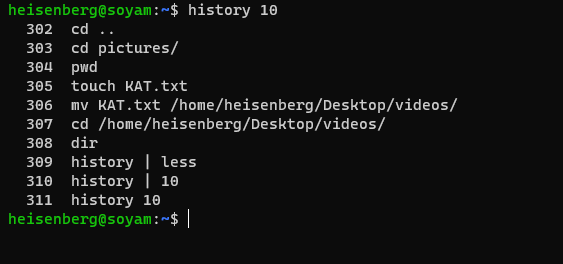 heisenberg@soyam:~$ history 10
302 cd ..
303 cd pictures/
304 pwd
305 touch KAT.txt
306 mv KAT.txt /home/heisenberg/Desktop/videos/
307 cd /home/heisenberg/Desktop/videos/
308 dir
309 history | less
310 history | 10
311 history 10
heisenberg@soyam:~$